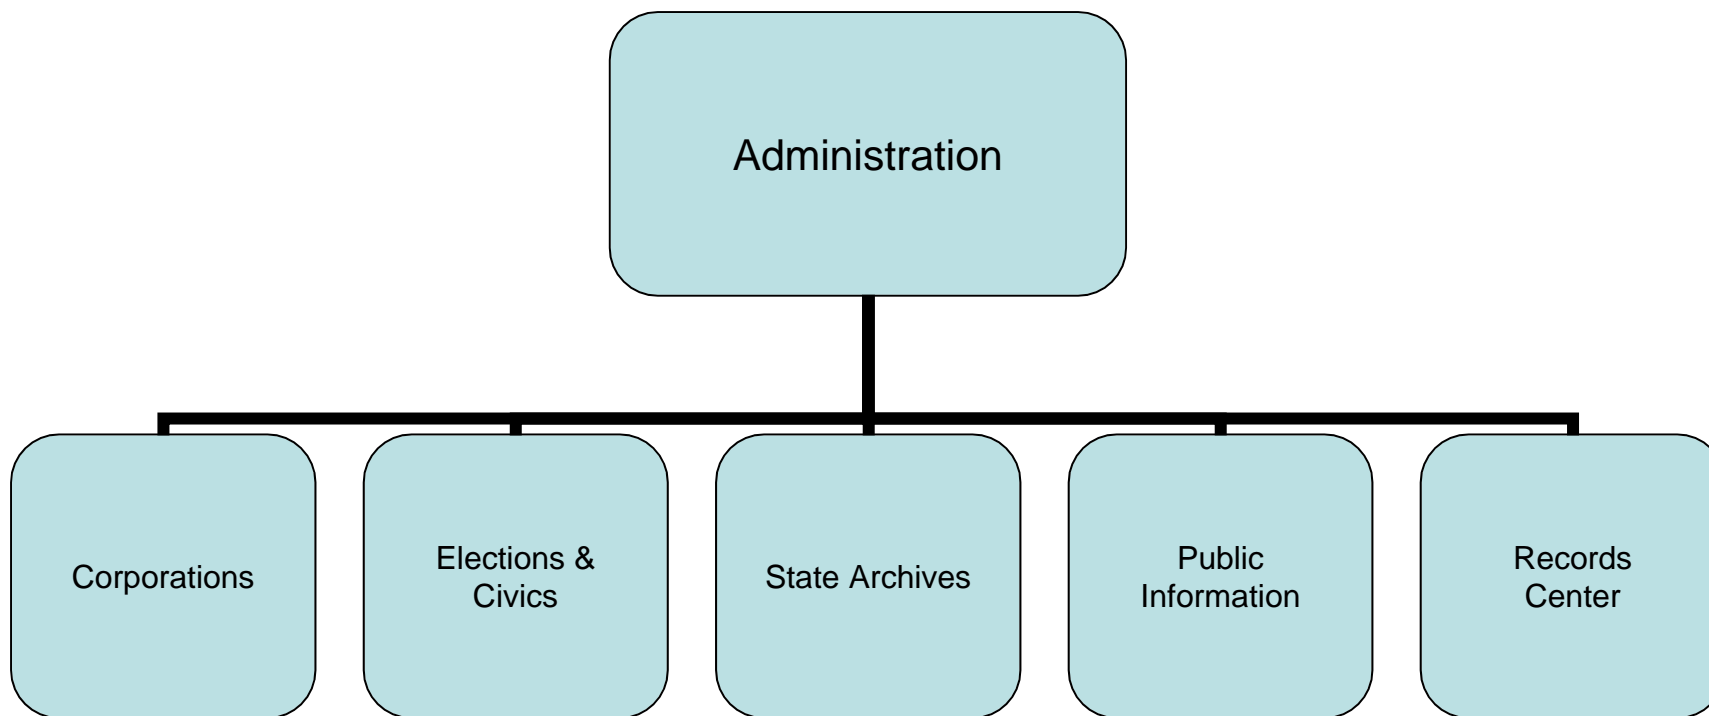 Administration
Corporations
Elections &
Civics
State Archives
Public
Information
Records
Center